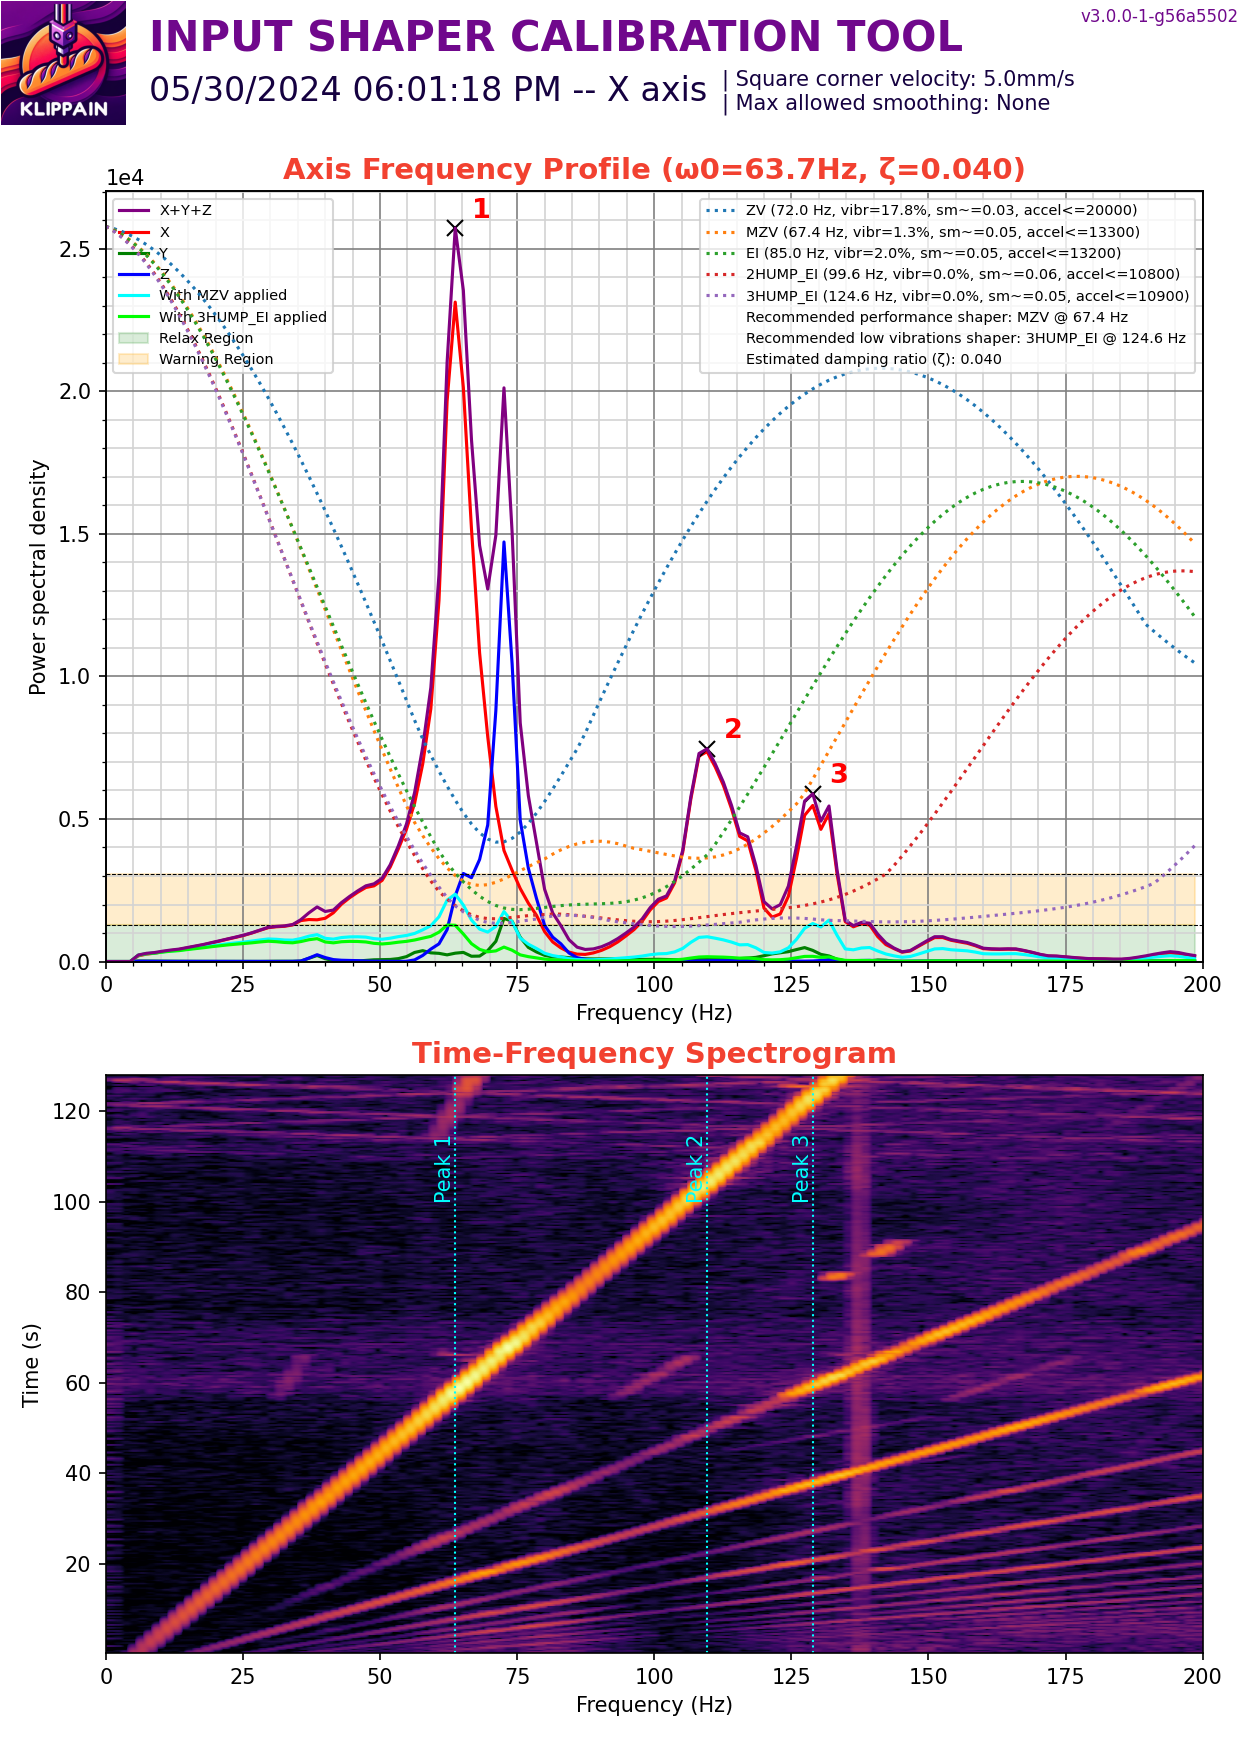 v3.0.0-1-g56a5502
INPUT SHAPER CALIBRATION TOOL
05/30/2024 06:01:18 PM -- X axis
| Square corner velocity: 5.0mm/s
| Max allowed smoothing: None
KLIPPAIN
Axis Frequency Profile (ω0=63.7Hz, ζ=0.040)
1e4
X+Y+Z
X
Y
Z
With MZV applied
With 3HUMP_EI applied
Relax Region
Warning Region
ZV (72.0 Hz, vibr=17.8%, sm~=0.03, accel<=20000)
MZV (67.4 Hz, vibr=1.3%, sm~=0.05, accel<=13300)
EI (85.0 Hz, vibr=2.0%, sm~=0.05, accel<=13200)
2HUMP_EI (99.6 Hz, vibr=0.0%, sm~=0.06, accel<=10800)
3HUMP_EI (124.6 Hz, vibr=0.0%, sm~=0.05, accel<=10900)
Recommended performance shaper: MZV @ 67.4 Hz
Recommended low vibrations shaper: 3HUMP_EI @ 124.6 Hz
Estimated damping ratio (ζ): 0.040
1
2
3
2.5
2.0
1.5
1.0
0.5
0.0
Power spectral density
0 25 50 75 100 125 150 175 200
Frequency (Hz)
Time-Frequency Spectrogram
Peak 1
Peak 2
Peak 3
120
100
80
60
40
20
Time (s)
0 25 50 75 100 125 150 175 200
Frequency (Hz)